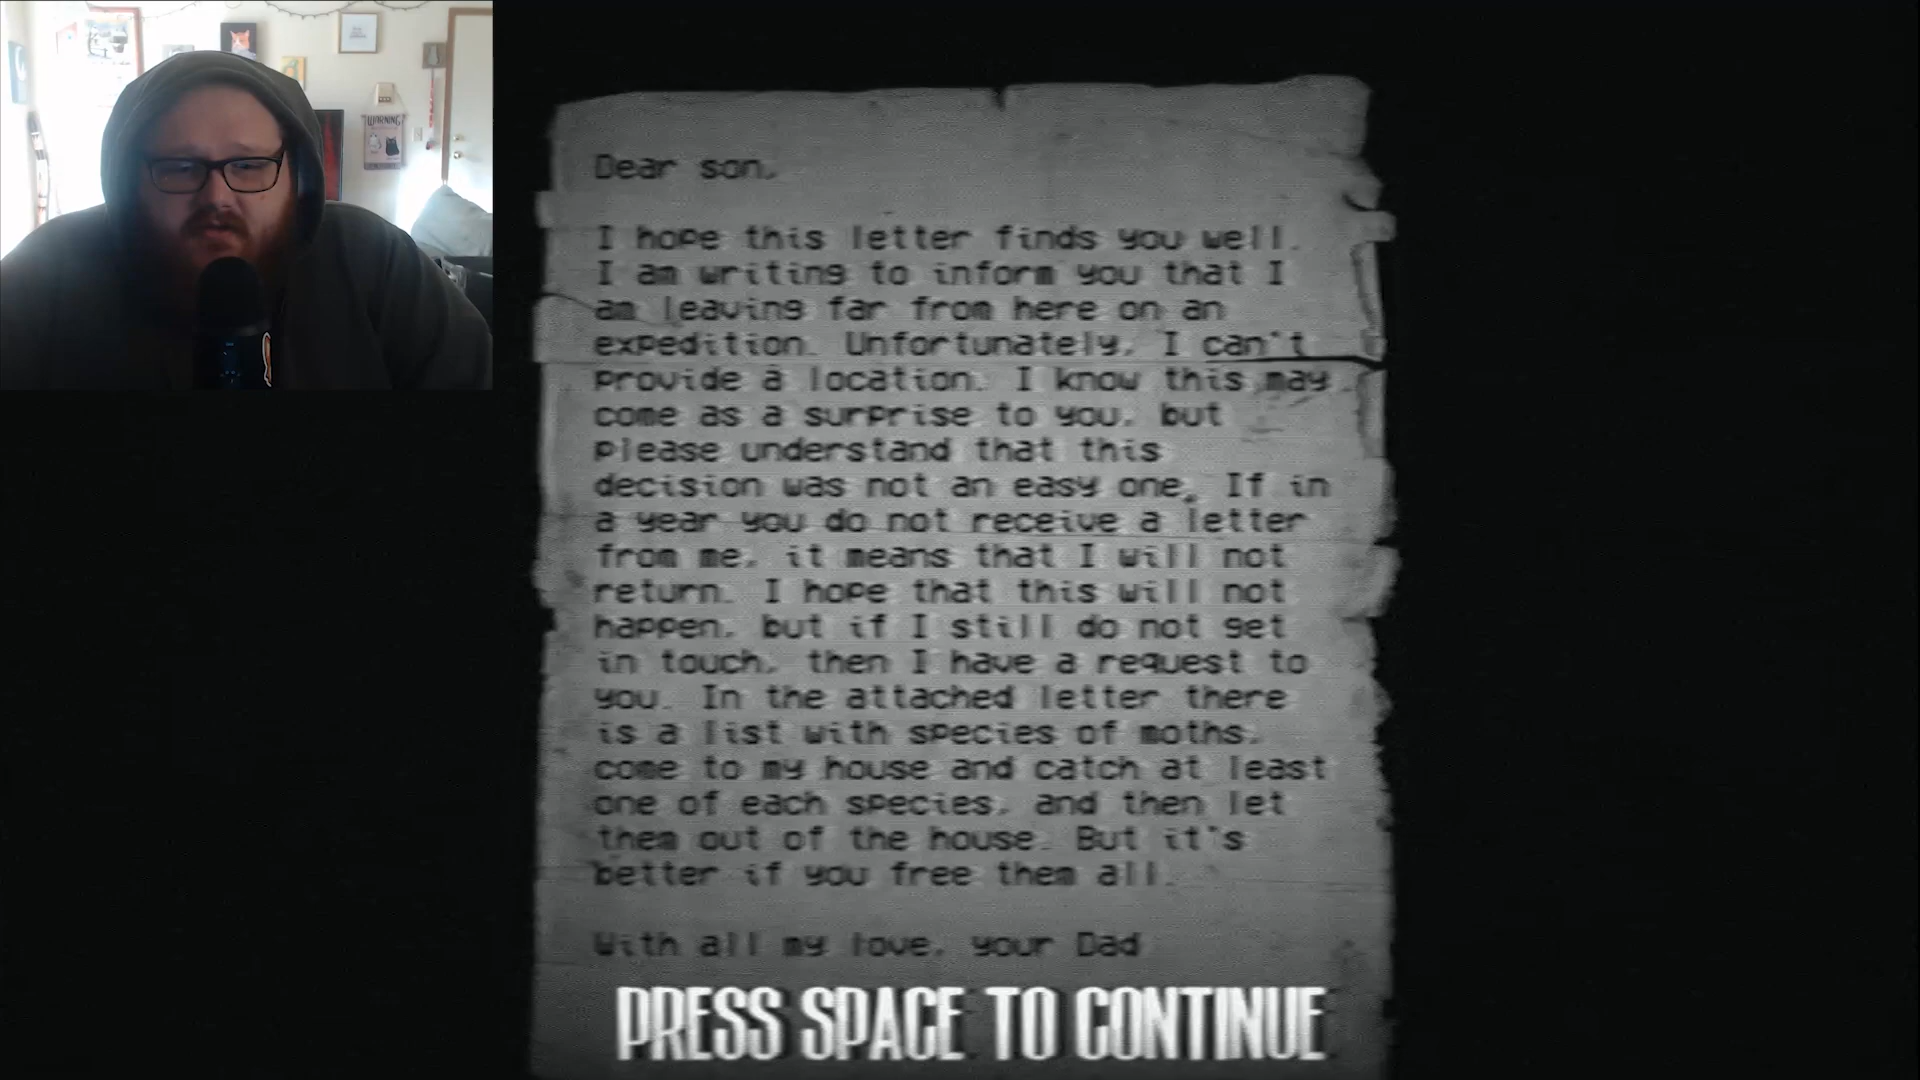 WARNING
Dear son,
I hope this letter finds you well.
I am writing to inform you that I
am leaving far from here on an
expedition. Unfortunately, I can't
provide a location. I know this may
come as a surprise to you, but
please understand that this
decision was not an easy one. If in
a year you do not receive a letter
from me, it means that I will not
return. I hope that this will not
happen, but if I still do not get
in touch, then I have a request to
you. In the attached letter there
is a list with species of moths,
come to my house and catch at least
one of each species, and then let
them out of the house. But it's
better if you free them all.
With all my love, your Dad
PRESS SPACE TO CONTINUE